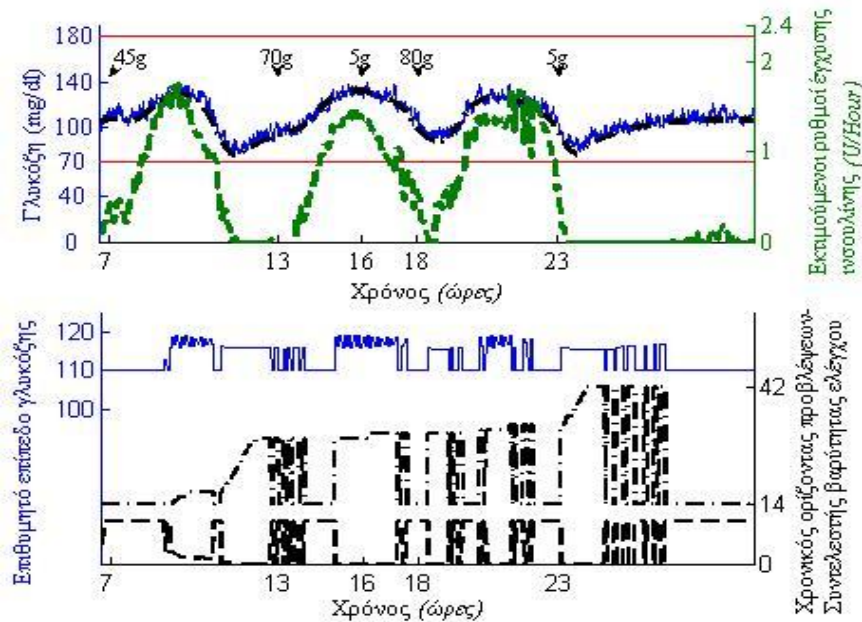 180
140
100
70
40
0
Γλυκόζη (mg/dl)
45g
70g
5g
80g
5g
2.4
2
1
0
Εκτιμούμενοι ρυθμοί έγχυσης
ινσουλίνης (U/Hour)
7
13
16
18
23
Χρόνος (ώρες)
120
110
100
Επιθυμητό επίπεδο γλυκόζης
42
14
0
Χρονικός ορίζοντας προβλέψεων-
Συντελεστής βαρύτητας ελέγχου
7
13
16
18
23
Χρόνος (ώρες)